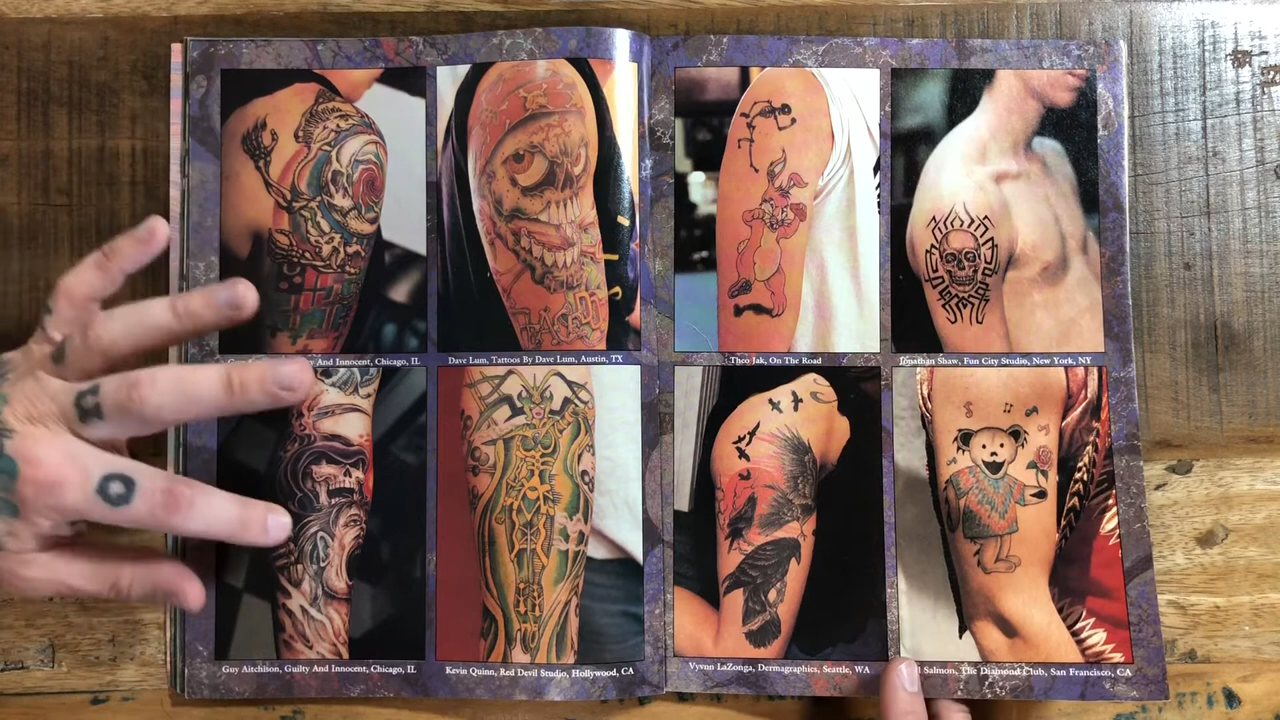 And Innocent, Chicago, IL
Dave Lum, Tattoos By Dave Lum, Austin, TX
Theo Jak, On The Road
Jonathan Shaw, Fun City Studio, New York, NY
Guy Aitchison, Guilty And Innocent, Chicago, IL
Kevin Quinn, Red Devil Studio, Hollywood, CA
Vyvnn LaZonga, Dermagraphics, Seattle, WA
Salmon, The Diamond Club, San Francisco, CA